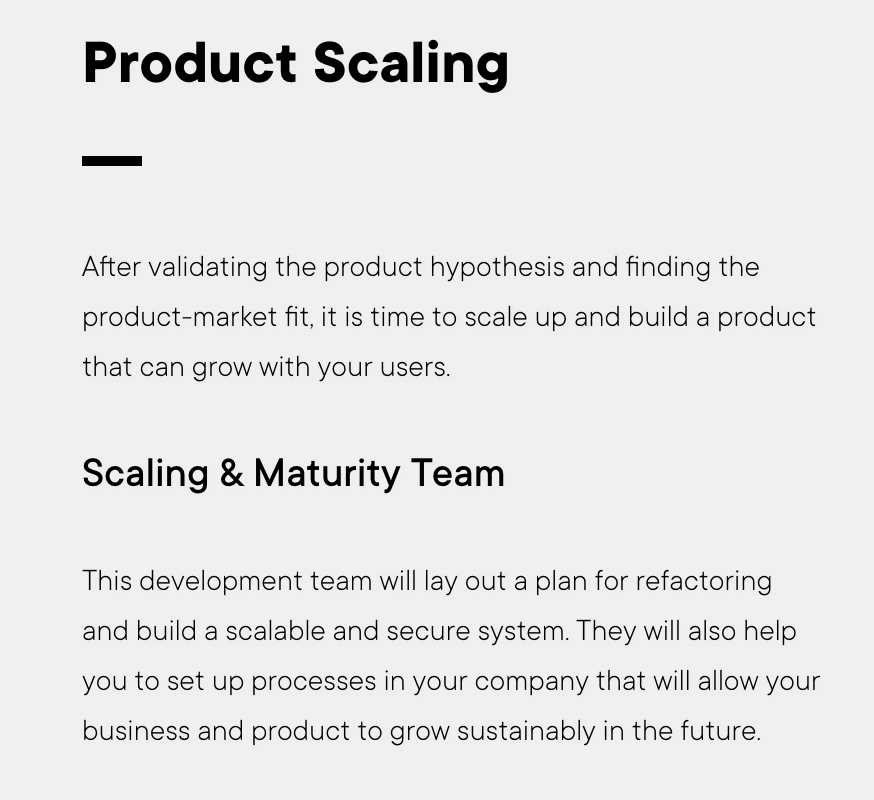 Product Scaling
After validating the product hypothesis and finding the
product-market fit, it is time to scale up and build a product
that can grow with your users.
Scaling & Maturity Team
This development team will lay out a plan for refactoring
and build a scalable and secure system. They will also help
you to set up processes in your company that will allow your
business and product to grow sustainably in the future.